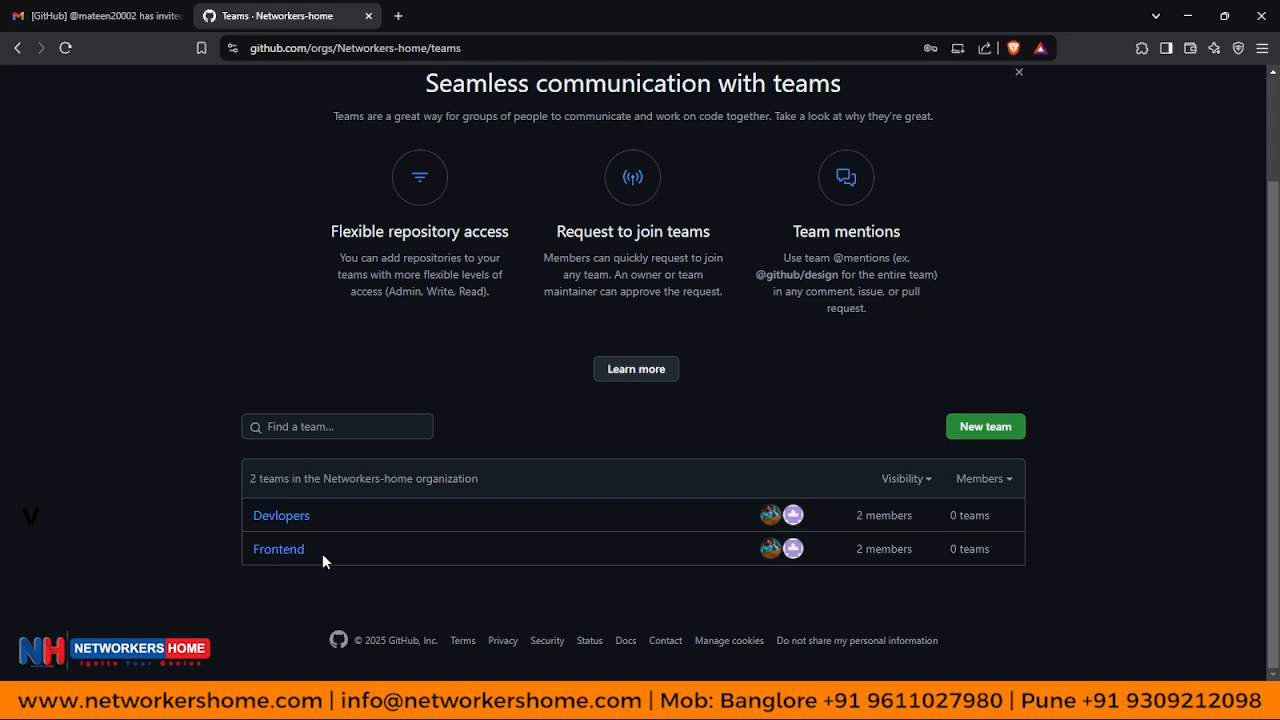 [GitHub] @mateen20002 has invite
Teams · Networkers-home
github.com/orgs/Networkers-home/teams
Seamless communication with teams
Teams are a great way for groups of people to communicate and work on code together. Take a look at why they're great.
Flexible repository access
You can add repositories to your
teams with more flexible levels of
access (Admin, Write, Read).
Request to join teams
Members can quickly request to join
any team. An owner or team
maintainer can approve the request.
Team mentions
Use team @mentions (ex.
@github/design for the entire team)
in any comment, issue, or pull
request.
Learn more
Find a team...
New team
2 teams in the Networkers-home organization
Visibility
Members
Devlopers
2 members
0 teams
Frontend
2 members
0 teams
V
© 2025 GitHub, Inc. Terms Privacy Security Status Docs Contact Manage cookies Do not share my personal information
NH NETWORKERS HOME
Ignite Your Genius
www.networkershome.com | info@networkershome.com | Mob: Banglore +91 9611027980 | Pune +91 9309212098